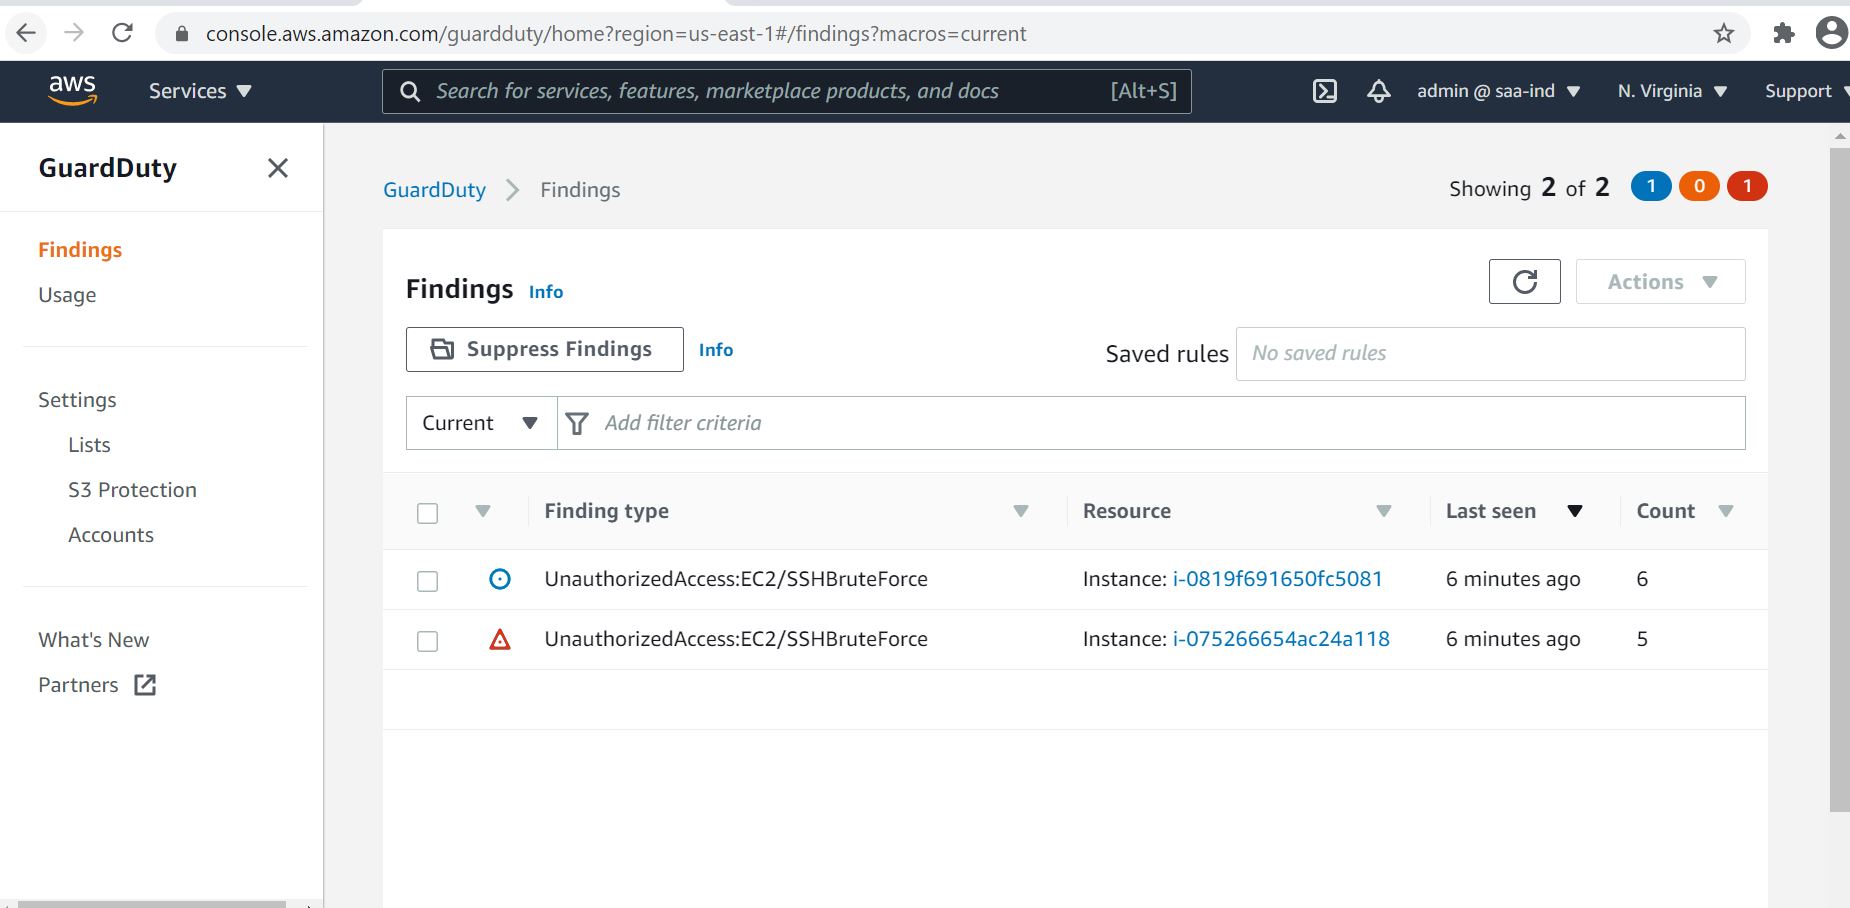 console.aws.amazon.com/guardduty/home?region=us-east-1#/findings?macros=current
aws Services Search for services, features, marketplace products, and docs [Alt+S] admin @ saa-ind N. Virginia Support
GuardDuty
Findings
Usage
Settings
Lists
S3 Protection
Accounts
What's New
Partners
GuardDuty Findings
Showing 2 of 2 1 0 1
Findings Info
Actions
Suppress Findings Info
Saved rules No saved rules
Current Add filter criteria
Finding type Resource Last seen Count
UnauthorizedAccess:EC2/SSHBruteForce Instance: i-0819f691650fc5081 6 minutes ago 6
UnauthorizedAccess:EC2/SSHBruteForce Instance: i-075266654ac24a118 6 minutes ago 5